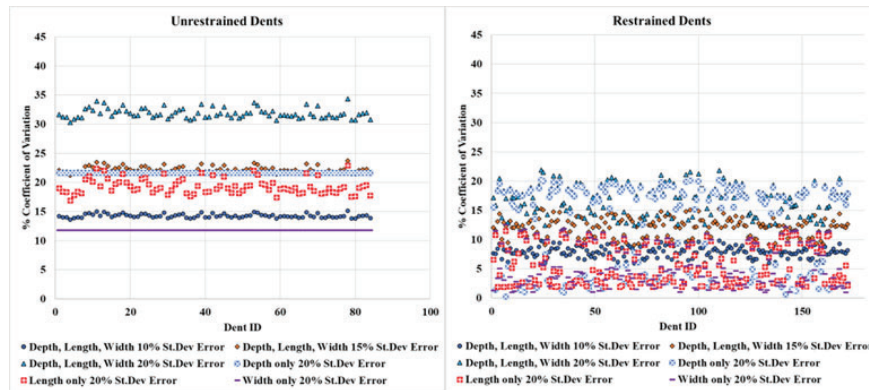 Unrestrained Dents
% Coefficient of Variation
45
40
35
30
25
20
15
10
5
0
0 20 40 60 80 100
Dent ID
Depth, Length, Width 10% St.Dev Error
Depth, Length, Width 15% St.Dev Error
Depth, Length, Width 20% St.Dev Error
Depth only 20% St.Dev Error
Length only 20% St.Dev Error
Width only 20% St.Dev Error
Restrained Dents
% Coefficient of Variation
45
40
35
30
25
20
15
10
5
0
0 50 100 150
Dent ID
Depth, Length, Width 10% St.Dev Error
Depth, Length, Width 15% St.Dev Error
Depth, Length, Width 20% St.Dev Error
Depth only 20% St.Dev Error
Length only 20% St.Dev Error
Width only 20% St.Dev Error